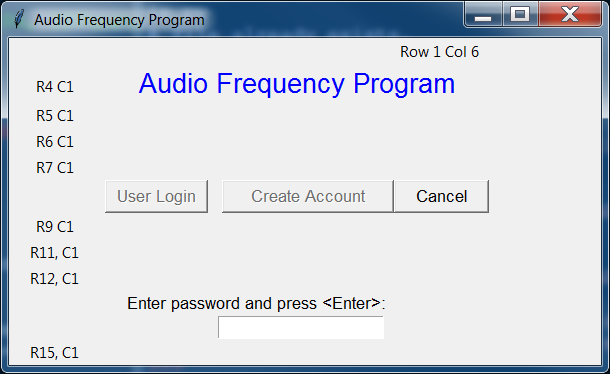 Audio Frequency Program
Row 1 Col 6
R4 C1 Audio Frequency Program
R5 C1
R6 C1
R7 C1
User Login Create Account Cancel
R9 C1
R11, C1
R12, C1
Enter password and press <Enter>:
R15, C1